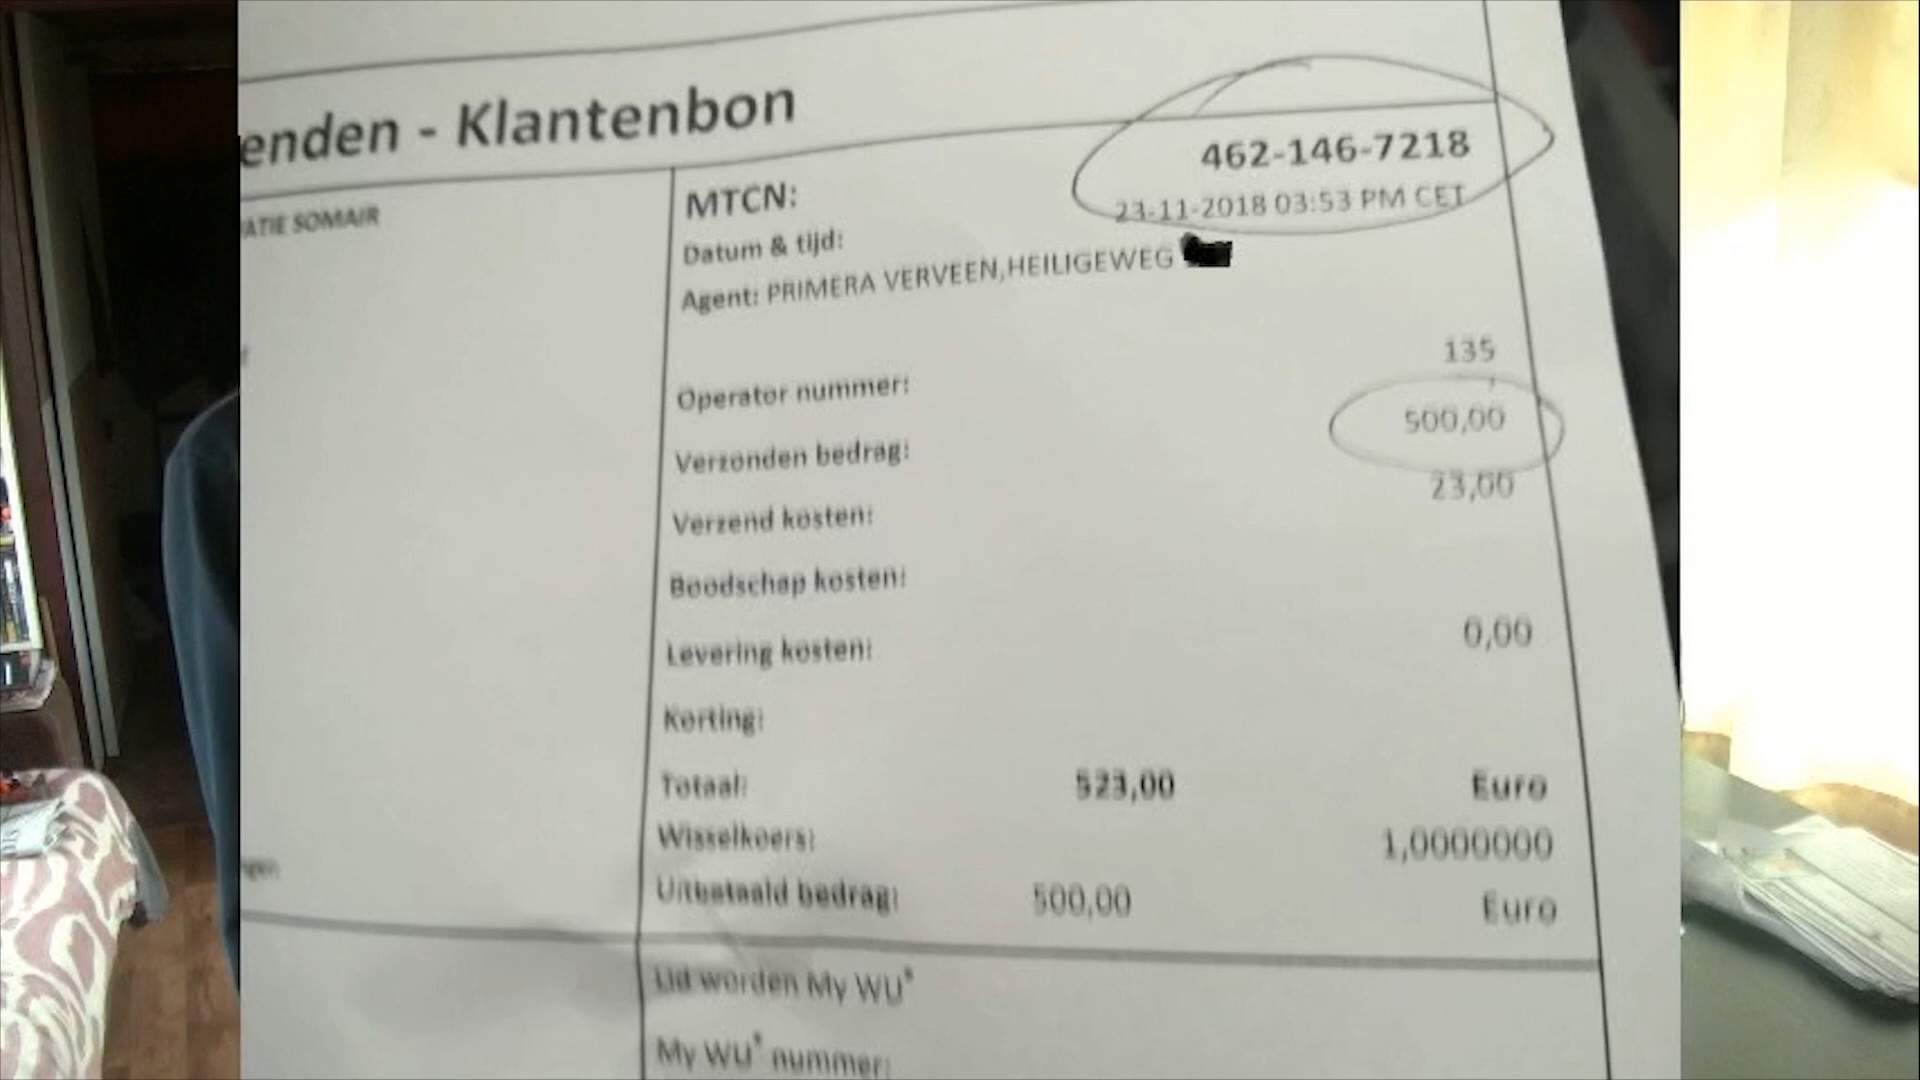 enden - Klantenbon
ATIE SOMAIR
MTCN: 462-146-7218
Datum & tijd: 23-11-2018 03:53 PM CET
Agent: PRIMERA VERVEEN,HEILIGEWEG
Operator nummer: 135
Verzonden bedrag: 500,00
Verzend kosten: 23,00
Boodschap kosten:
Levering kosten: 0,00
Korting:
Totaal: 523,00 Euro
Wisselkoers: 1,0000000
Uitbetaald bedrag: 500,00 Euro
Lid worden My WU®
My WU® nummer: